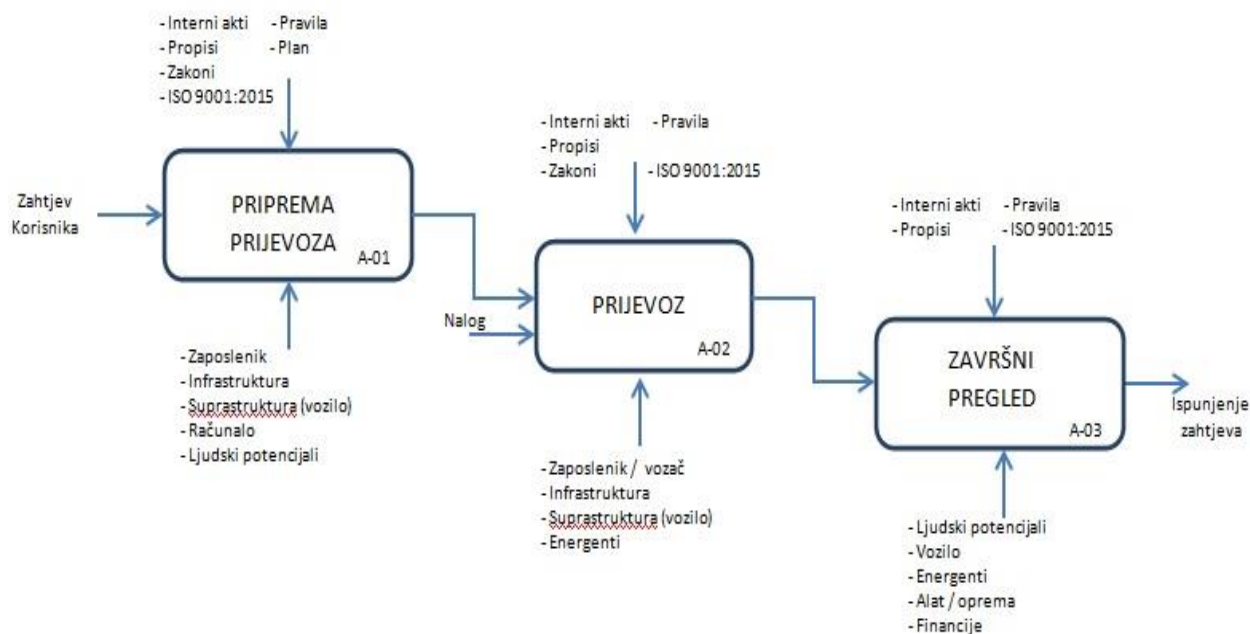 - Interni akti - Pravila
- Propisi - Plan
- Zakoni
- ISO 9001:2015
Zahtjev
Korisnika
PRIPREMA
PRIJEVOZA
A-01
- Zaposlenik
- Infrastruktura
- Suprastruktura (vozilo)
- Računalo
- Ljudski potencijali
- Interni akti - Pravila
- Propisi
- Zakoni - ISO 9001:2015
Nalog
PRIJEVOZ
A-02
- Zaposlenik / vozač
- Infrastruktura
- Suprastruktura (vozilo)
- Energenti
- Interni akti - Pravila
- Propisi - ISO 9001:2015
ZAVRŠNI
PREGLED
A-03
Ispunjenje
zahtjeva
- Ljudski potencijali
- Vozilo
- Energenti
- Alat / oprema
- Financije